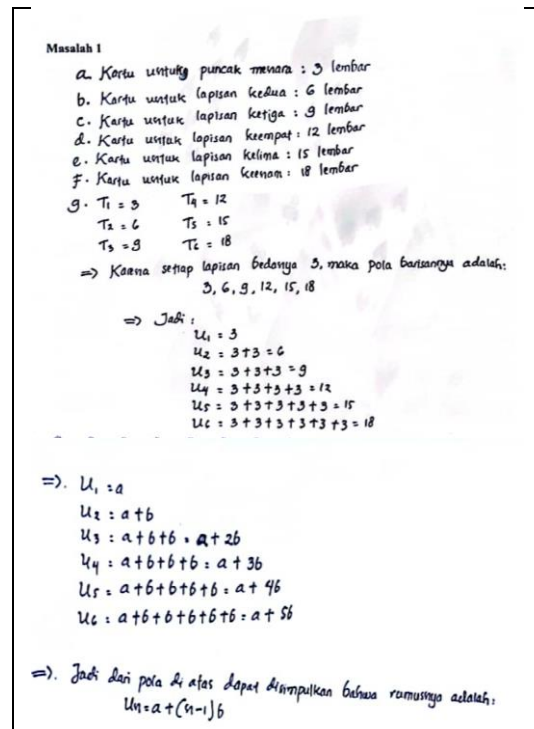 Masalah 1
a. Kartu untuk puncak menara : 3 lembar
b. Kartu untuk lapisan kedua : 6 lembar
c. Kartu untuk lapisan ketiga : 9 lembar
d. Kartu untuk lapisan keempat : 12 lembar
e. Kartu untuk lapisan kelima : 15 lembar
f. Kartu untuk lapisan keenam : 18 lembar
g. T₁ = 3 T₄ = 12
T₂ = 6 T₅ = 15
T₃ = 9 T₆ = 18
=> Karena setiap lapisan bedanya 3, maka pola barisannya adalah:
3, 6, 9, 12, 15, 18
=> Jadi :
U₁ = 3
U₂ = 3+3 = 6
U₃ = 3+3+3 = 9
U₄ = 3+3+3+3 = 12
U₅ = 3+3+3+3+3 = 15
U₆ = 3+3+3+3+3+3 = 18
=>. U₁ = a
U₂ = a+b
U₃ = a+b+b = a+2b
U₄ = a+b+b+b = a+3b
U₅ = a+b+b+b+b = a+4b
U₆ = a+b+b+b+b+b = a+5b
=>. Jadi dari pola di atas dapat disimpulkan bahwa rumusnya adalah:
Un = a+(n-1)b